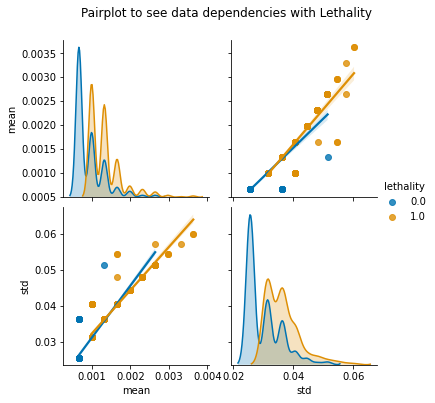 Pairplot to see data dependencies with Lethality
0.0035
0.0030
0.0025
0.0020
0.0015
0.0010
0.0005
mean
lethality
0.0
1.0
0.06
0.05
0.04
0.03
std
0.001 0.002 0.003 0.004
0.02 0.04 0.06
mean std